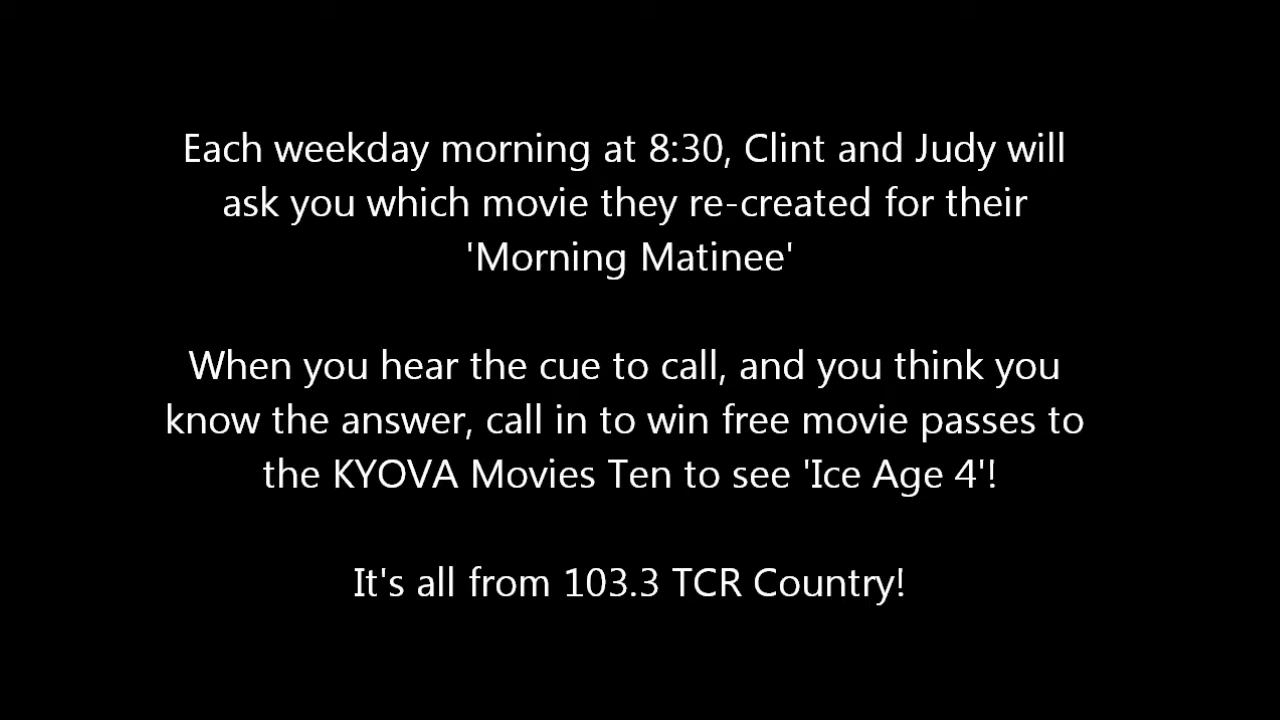 Each weekday morning at 8:30, Clint and Judy will
ask you which movie they re-created for their
'Morning Matinee'
When you hear the cue to call, and you think you
know the answer, call in to win free movie passes to
the KYOVA Movies Ten to see 'Ice Age 4'!
It's all from 103.3 TCR Country!